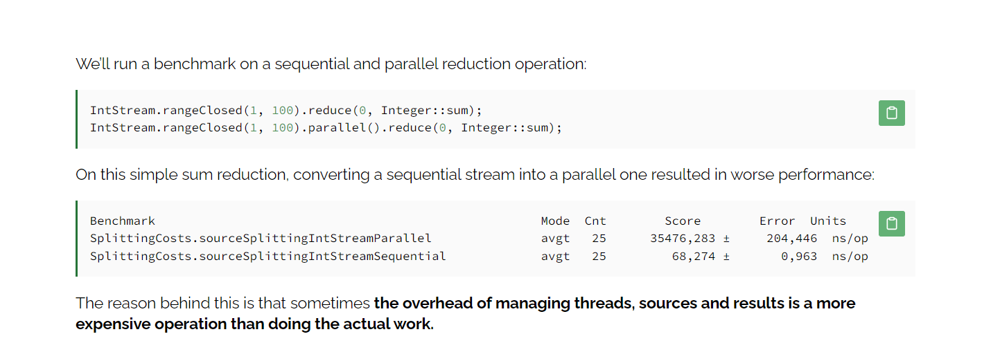 We'll run a benchmark on a sequential and parallel reduction operation:
IntStream.rangeClosed(1, 100).reduce(0, Integer::sum);
IntStream.rangeClosed(1, 100).parallel().reduce(0, Integer::sum);
On this simple sum reduction, converting a sequential stream into a parallel one resulted in worse performance:
Benchmark Mode Cnt Score Error Units
SplittingCosts.sourceSplittingIntStreamParallel avgt 25 35476,283 ± 204,446 ns/op
SplittingCosts.sourceSplittingIntStreamSequential avgt 25 68,274 ± 0,963 ns/op
The reason behind this is that sometimes the overhead of managing threads, sources and results is a more
expensive operation than doing the actual work.